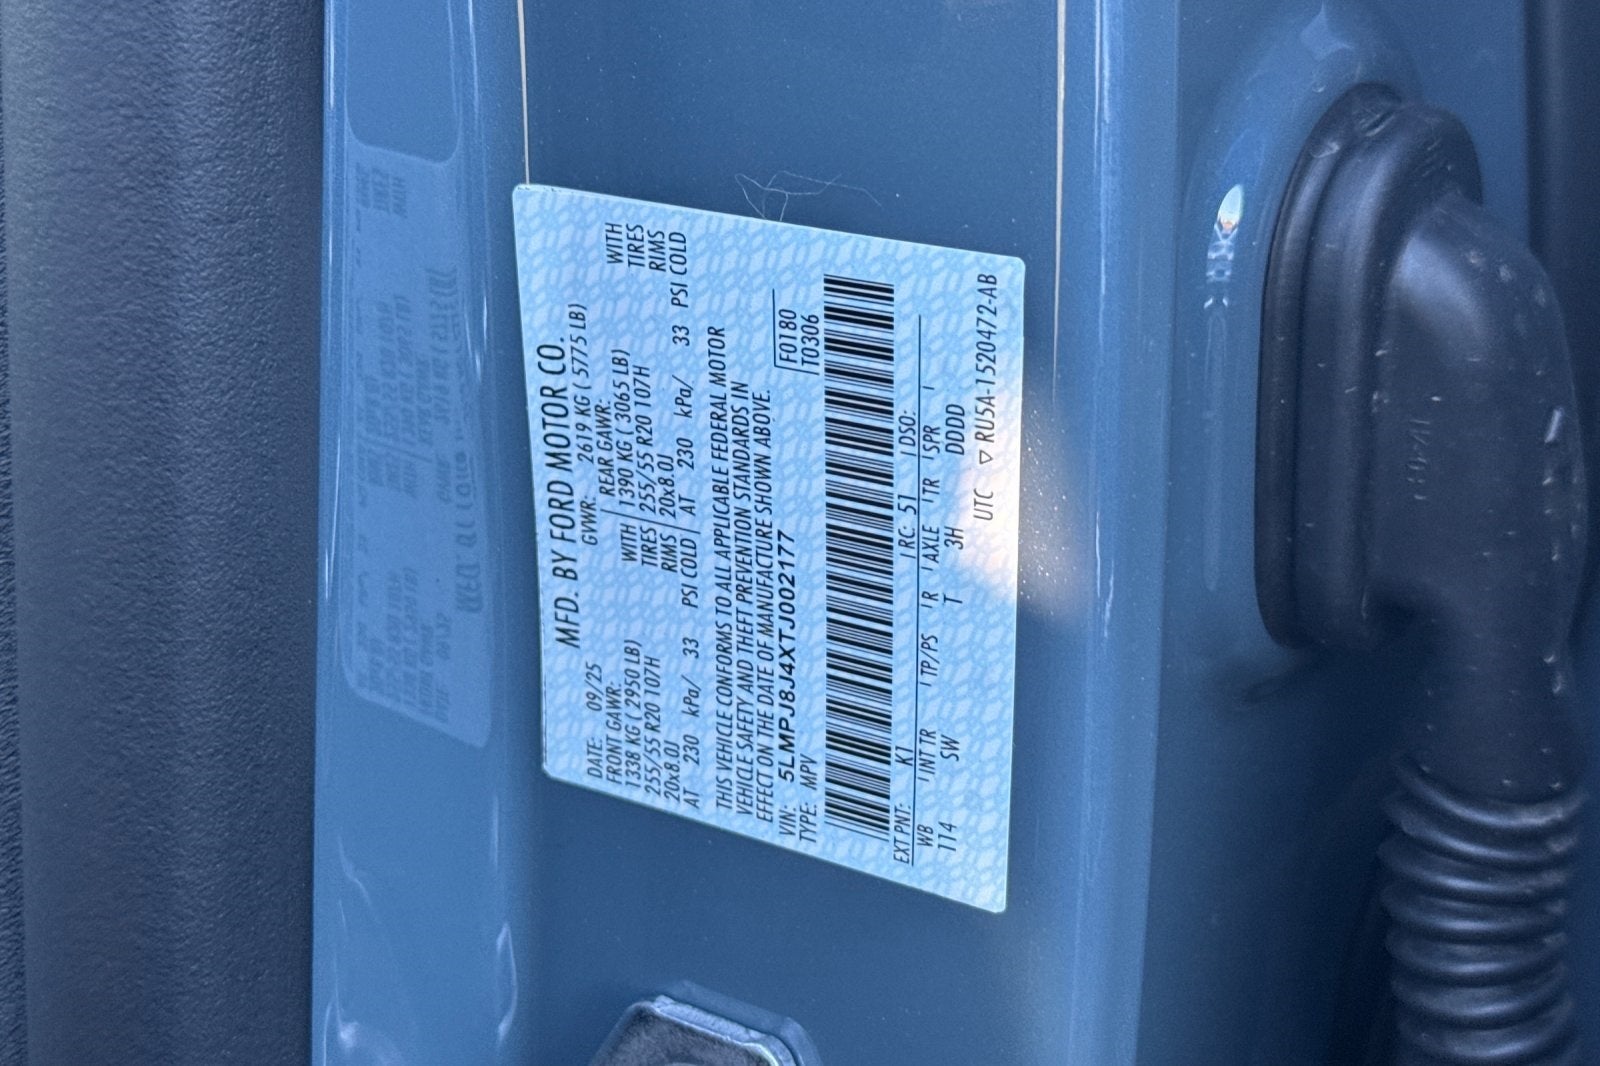 MFD. BY FORD MOTOR CO.
DATE: 09/25 GVWR: 2619 KG ( 5775 LB)
FRONT GAWR: REAR GAWR: WITH
1338 KG ( 2950 LB) WITH 1390 KG ( 3065 LB) TIRES
255/55 R20 107H TIRES 255/55 R20 107H RIMS
20x8.0J RIMS 20x8.0J PSI COLD
AT 230 kPa/ 33 PSI COLD AT 230 kPa/ 33
THIS VEHICLE CONFORMS TO ALL APPLICABLE FEDERAL MOTOR
VEHICLE SAFETY AND THEFT PREVENTION STANDARDS IN
EFFECT ON THE DATE OF MANUFACTURE SHOWN ABOVE.
VIN: 5LMPJ8J4XTJ002177 F0180
TYPE: MPV T0306
EXT PNT: K1 RC: 51 DSO:
WB INT TR TP/PS R AXLE TR SPR
114 SW T 3H DDDD
UTC ▽ RU5A-1520472-AB